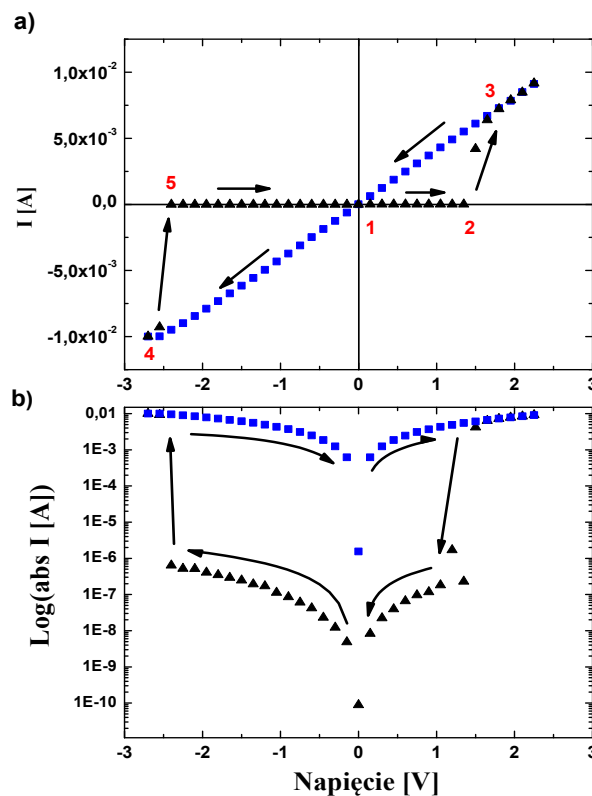 a)
1,0x10⁻²
5,0x10⁻³
0,0
-5,0x10⁻³
-1,0x10⁻²
I [A]
3
5
1
2
4
-3 -2 -1 0 1 2 3
b)
0,01
1E-3
1E-4
1E-5
1E-6
1E-7
1E-8
1E-9
1E-10
Log(abs I [A])
-3 -2 -1 0 1 2 3
Napięcie [V]